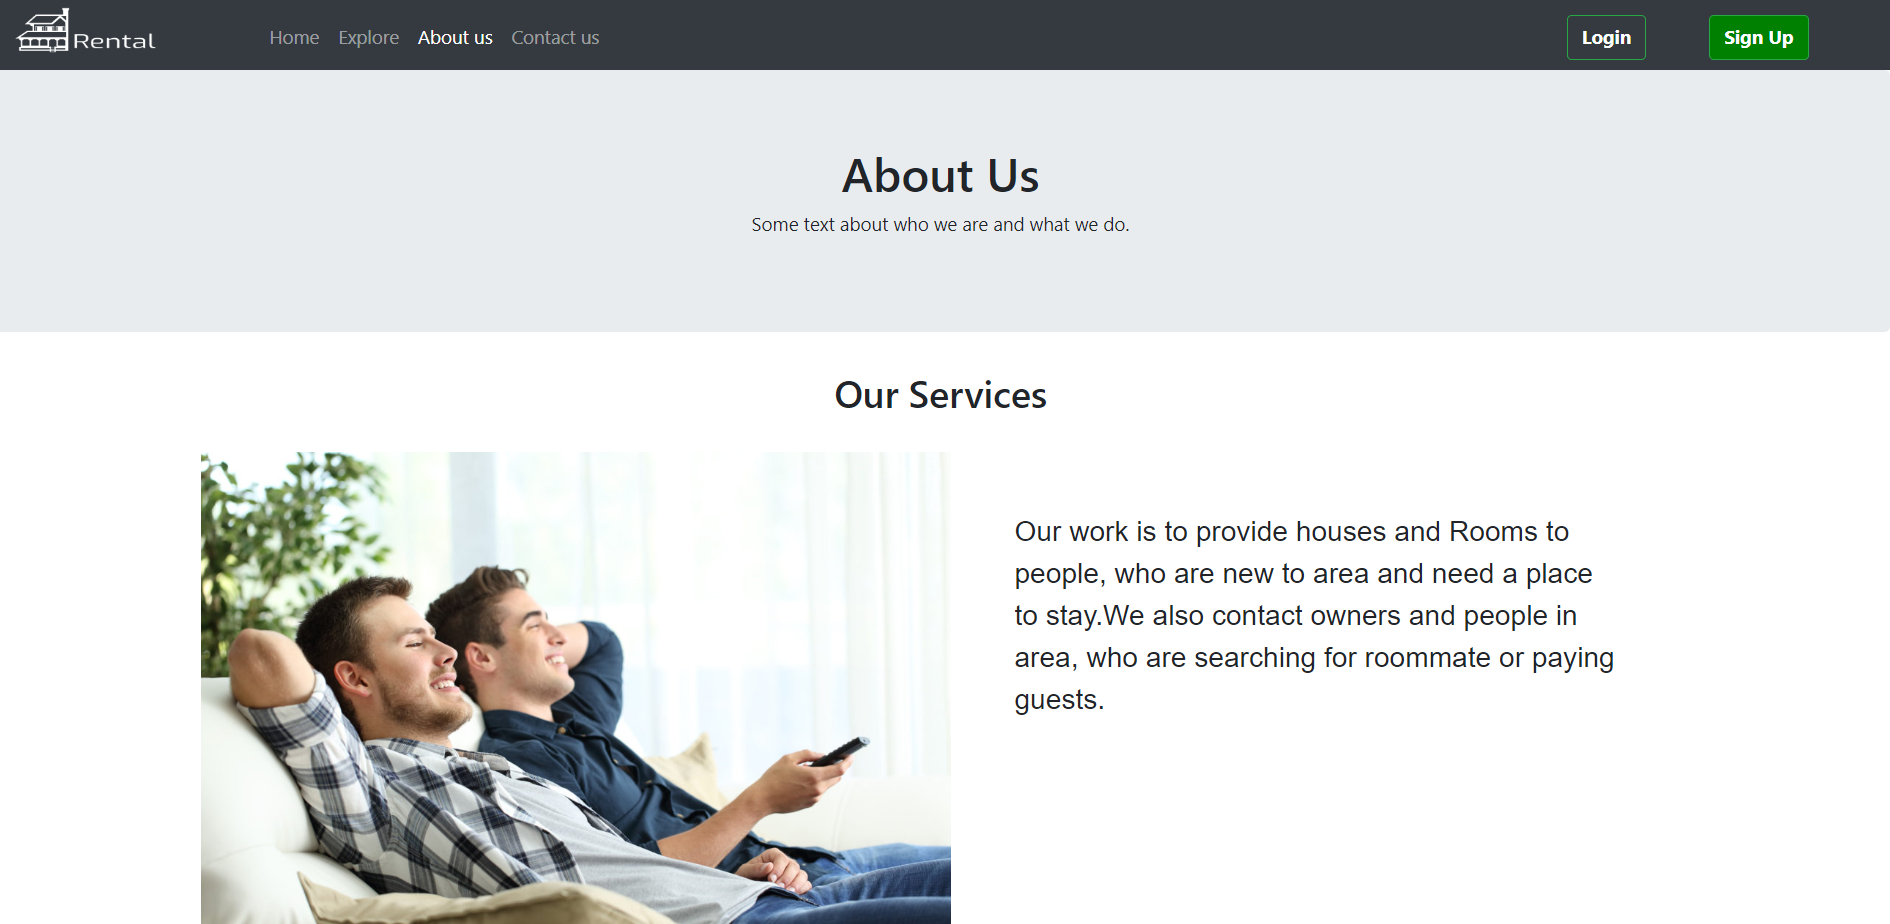 Rental
Home Explore About us Contact us Login Sign Up
About Us
Some text about who we are and what we do.
Our Services
Our work is to provide houses and Rooms to
people, who are new to area and need a place
to stay.We also contact owners and people in
area, who are searching for roommate or paying
guests.